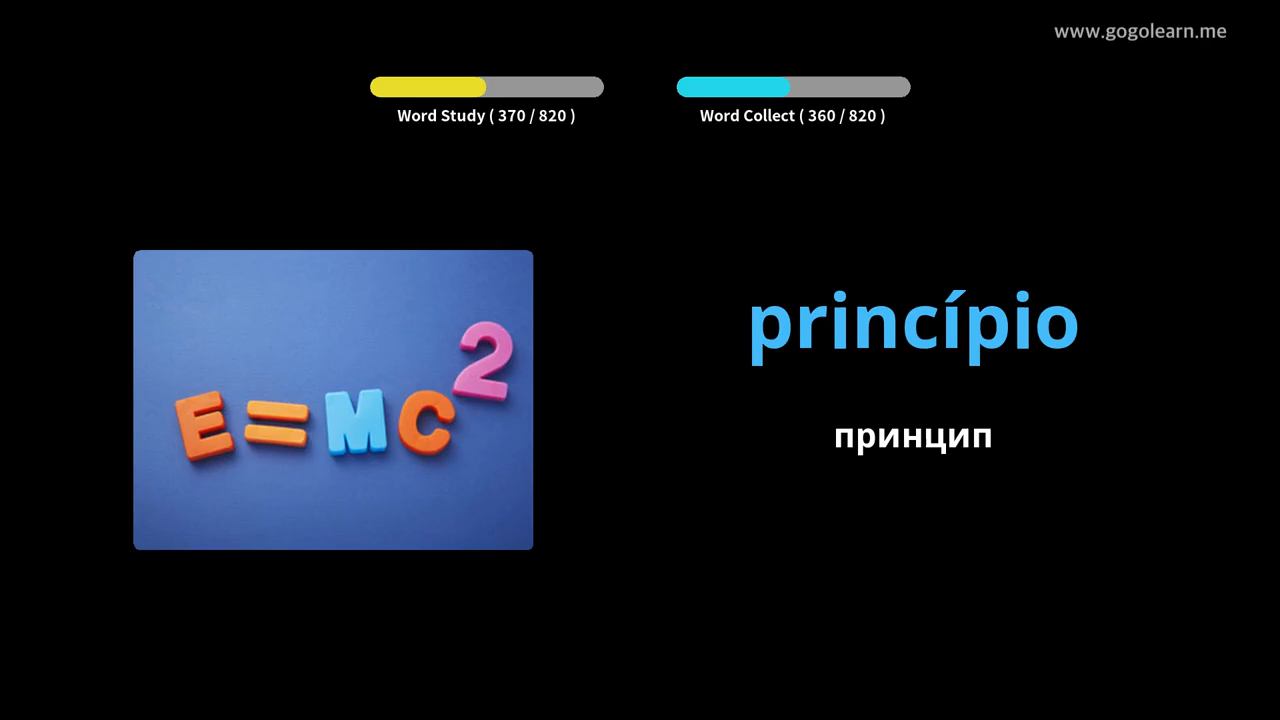 www.gogolearn.me
Word Study ( 370 / 820 )
Word Collect ( 360 / 820 )
E=MC2
princípio
принцип